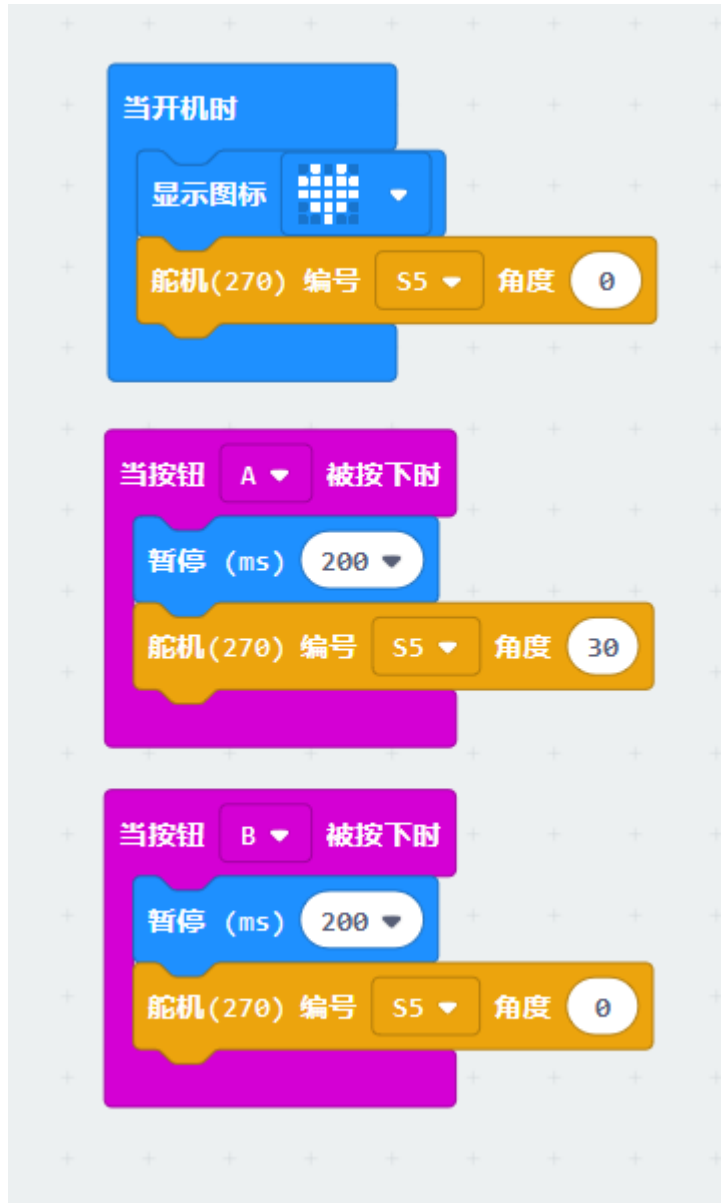 当开机时
显示图标
舵机(270) 编号 S5 角度 0
当按钮 A 被按下时
暂停 (ms) 200
舵机(270) 编号 S5 角度 30
当按钮 B 被按下时
暂停 (ms) 200
舵机(270) 编号 S5 角度 0